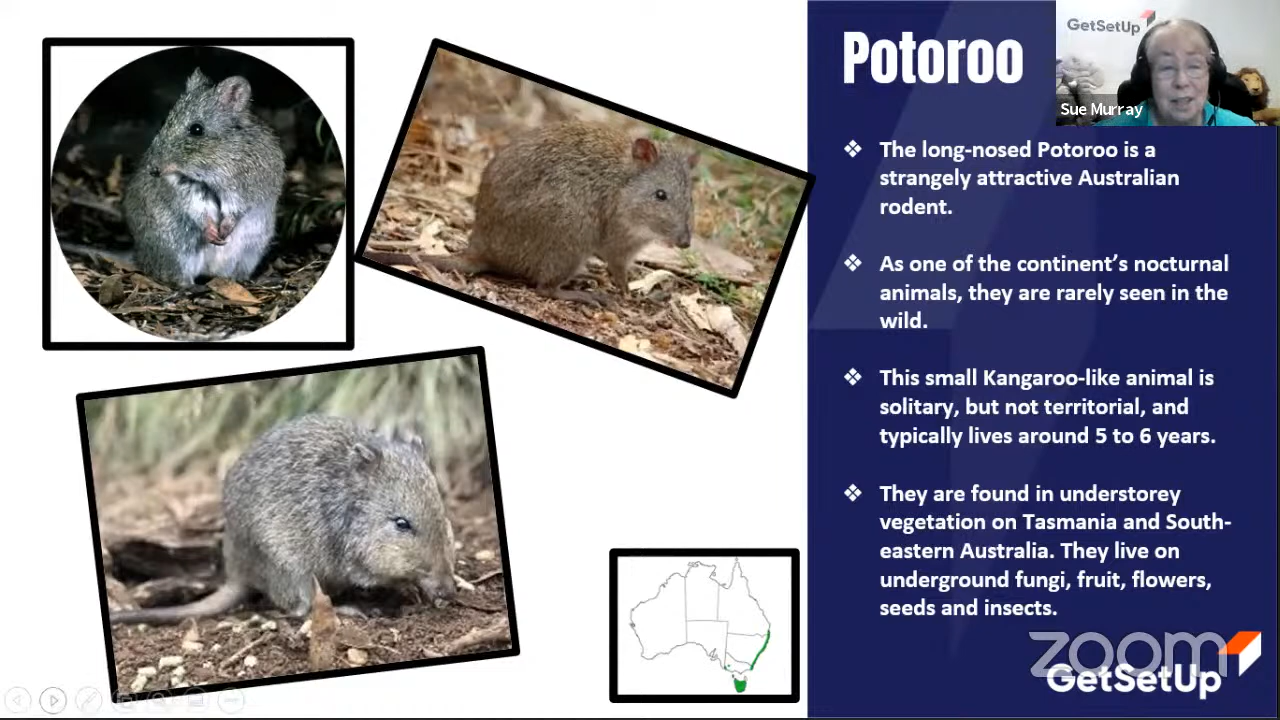 Potoroo
GetSetUp
Sue Murray
❖ The long-nosed Potoroo is a
strangely attractive Australian
rodent.
❖ As one of the continent's nocturnal
animals, they are rarely seen in the
wild.
❖ This small Kangaroo-like animal is
solitary, but not territorial, and
typically lives around 5 to 6 years.
❖ They are found in understorey
vegetation on Tasmania and South-
eastern Australia. They live on
underground fungi, fruit, flowers,
seeds and insects.
zoom
GetSetUp